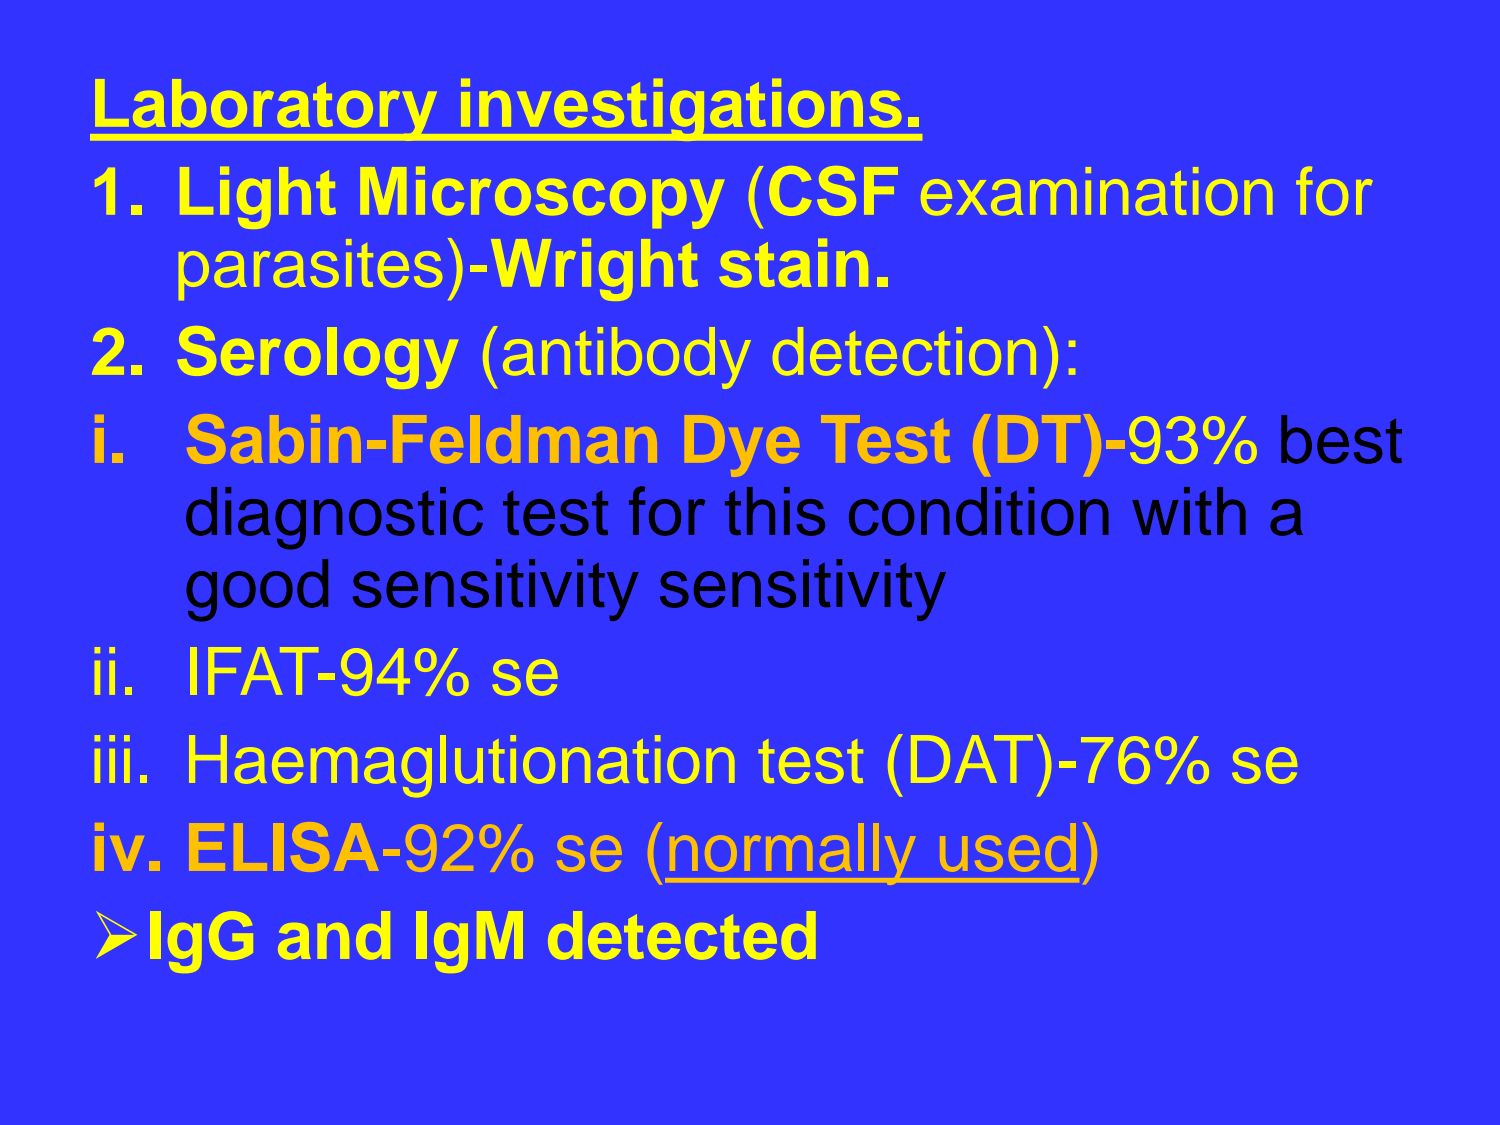 Laboratory investigations.
1. Light Microscopy (CSF examination for
parasites)-Wright stain.
2. Serology (antibody detection):
i. Sabin-Feldman Dye Test (DT)-93% best
diagnostic test for this condition with a
good sensitivity sensitivity
ii. IFAT-94% se
iii. Haemaglutionation test (DAT)-76% se
iv. ELISA-92% se (normally used)
➢IgG and IgM detected